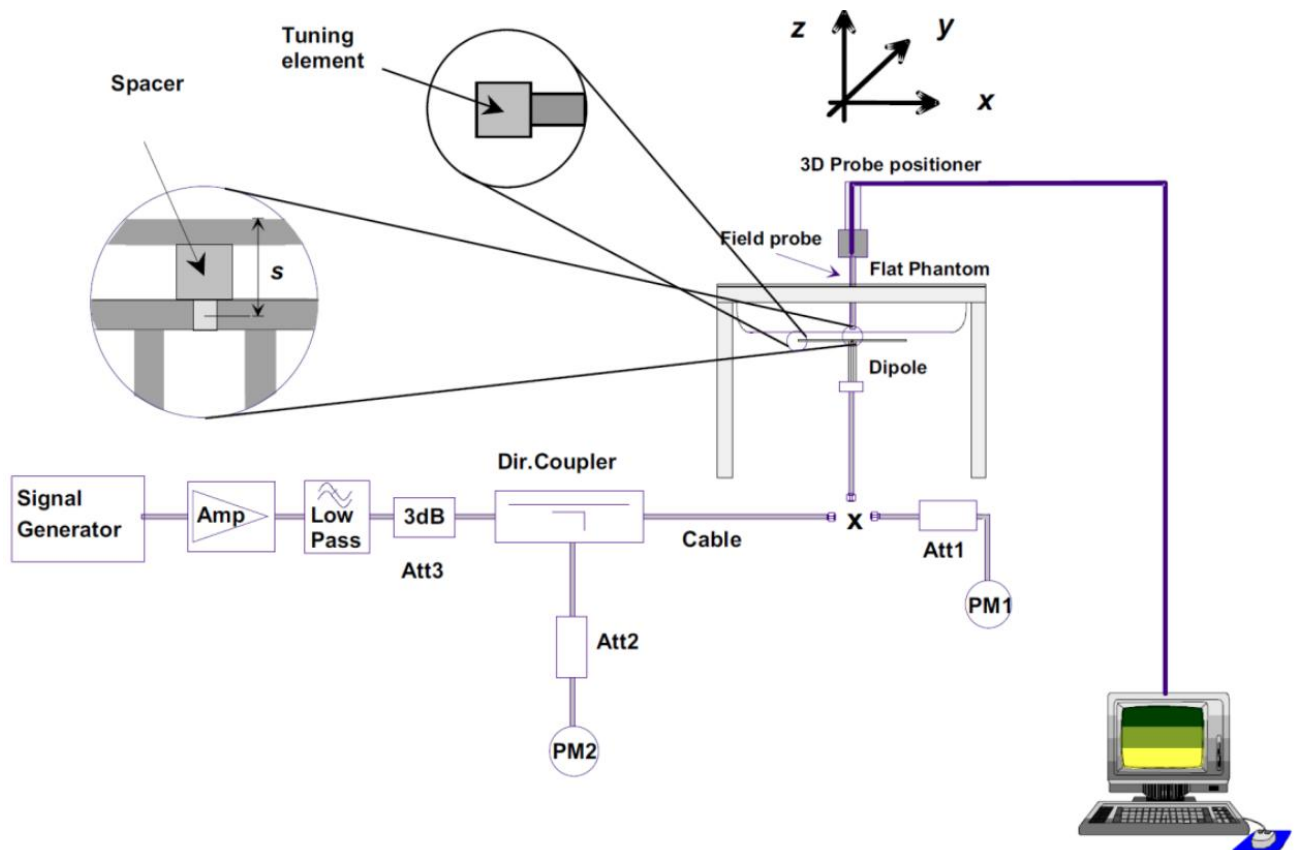 Tuning
element
Spacer
s
z
y
x
3D Probe positioner
Field probe
Flat Phantom
Dipole
Dir.Coupler
Signal
Generator
Amp
Low
Pass
3dB
Att3
Cable
x
Att1
PM1
Att2
PM2